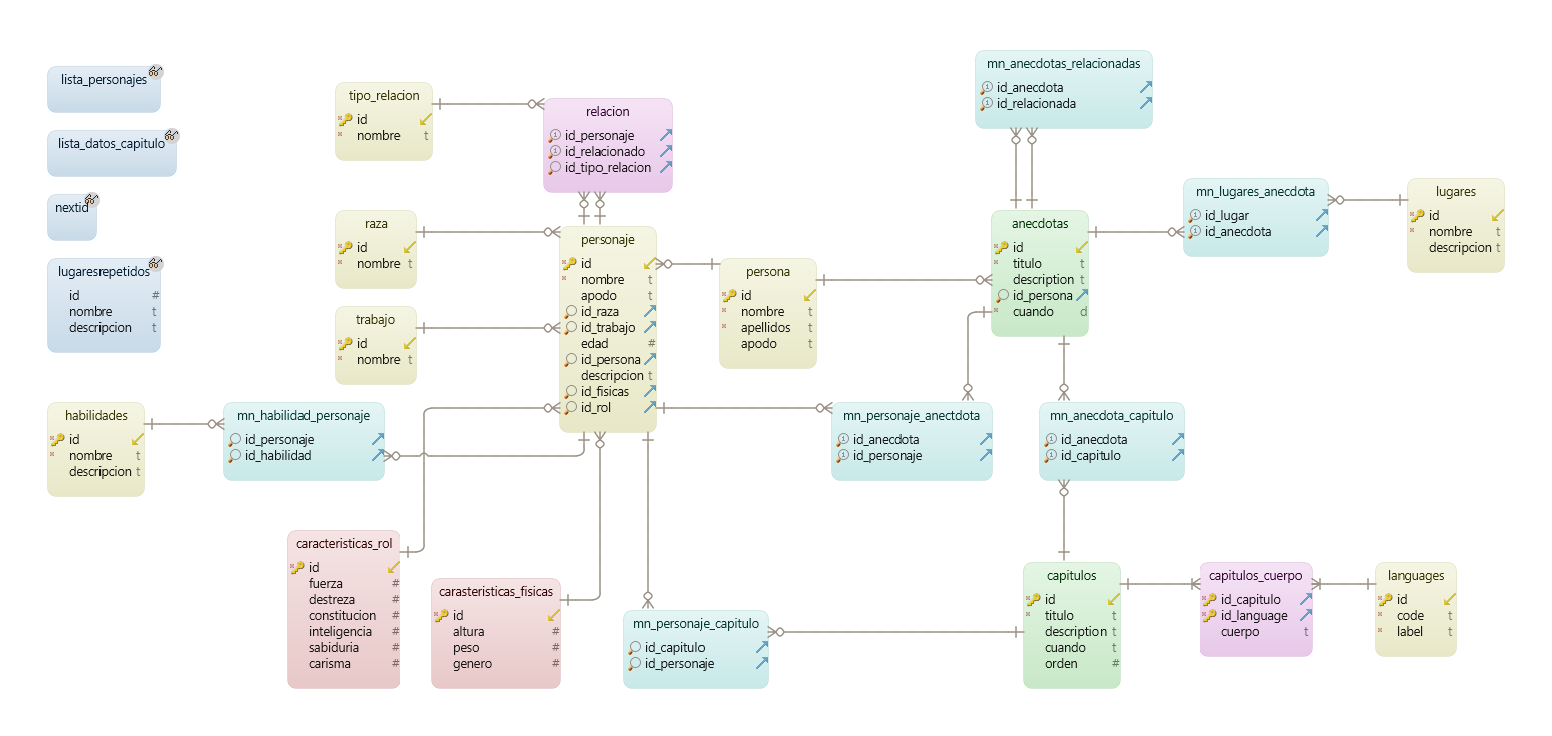 lista_personajes
lista_datos_capitulo
nextid
lugaresrepetidos
id #
nombre t
descripcion t
tipo_relacion
id
nombre t
relacion
id_personaje
id_relacionado
id_tipo_relacion
raza
id
nombre t
trabajo
id
nombre t
personaje
id
nombre t
apodo t
id_raza
id_trabajo
edad #
id_persona
descripcion t
id_fisicas
id_rol
persona
id
nombre t
apellidos t
apodo t
mn_anecdotas_relacionadas
id_anecdota
id_relacionada
anecdotas
id
titulo t
description t
id_persona
cuando d
mn_lugares_anecdota
id_lugar
id_anecdota
lugares
id
nombre t
descripcion t
habilidades
id
nombre t
descripcion t
mn_habilidad_personaje
id_personaje
id_habilidad
mn_personaje_anectdota
id_anecdota
id_personaje
mn_anecdota_capitulo
id_anecdota
id_capitulo
caracteristicas_rol
id
fuerza #
destreza #
constitucion #
inteligencia #
sabiduria #
carisma #
carasteristicas_fisicas
id
altura #
peso #
genero #
mn_personaje_capitulo
id_capitulo
id_personaje
capitulos
id
titulo t
description t
cuando t
orden #
capitulos_cuerpo
id_capitulo
id_language
cuerpo t
languages
id
code t
label t